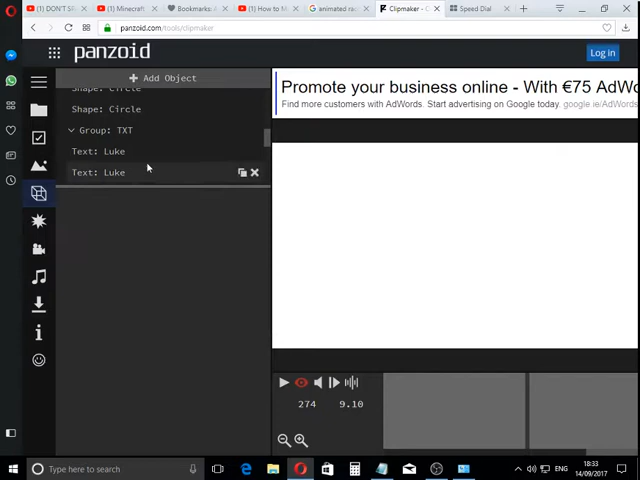 (1) DON'T SF
(1) Minecraft
Bookmarks: A
(1) How to M
animated ra
Clipmaker - C
Speed Dial
panzoid.com/tools/clipmaker
panzoid
Log in
Add Object
Shape: Circle
Shape: Circle
Group: TXT
Text: Luke
Text: Luke
Promote your business online - With €75 AdWo
Find more customers with AdWords. Start advertising on Google today. google.ie/AdWords
274 9.10
Type here to search
ENG
18:33
14/09/2017